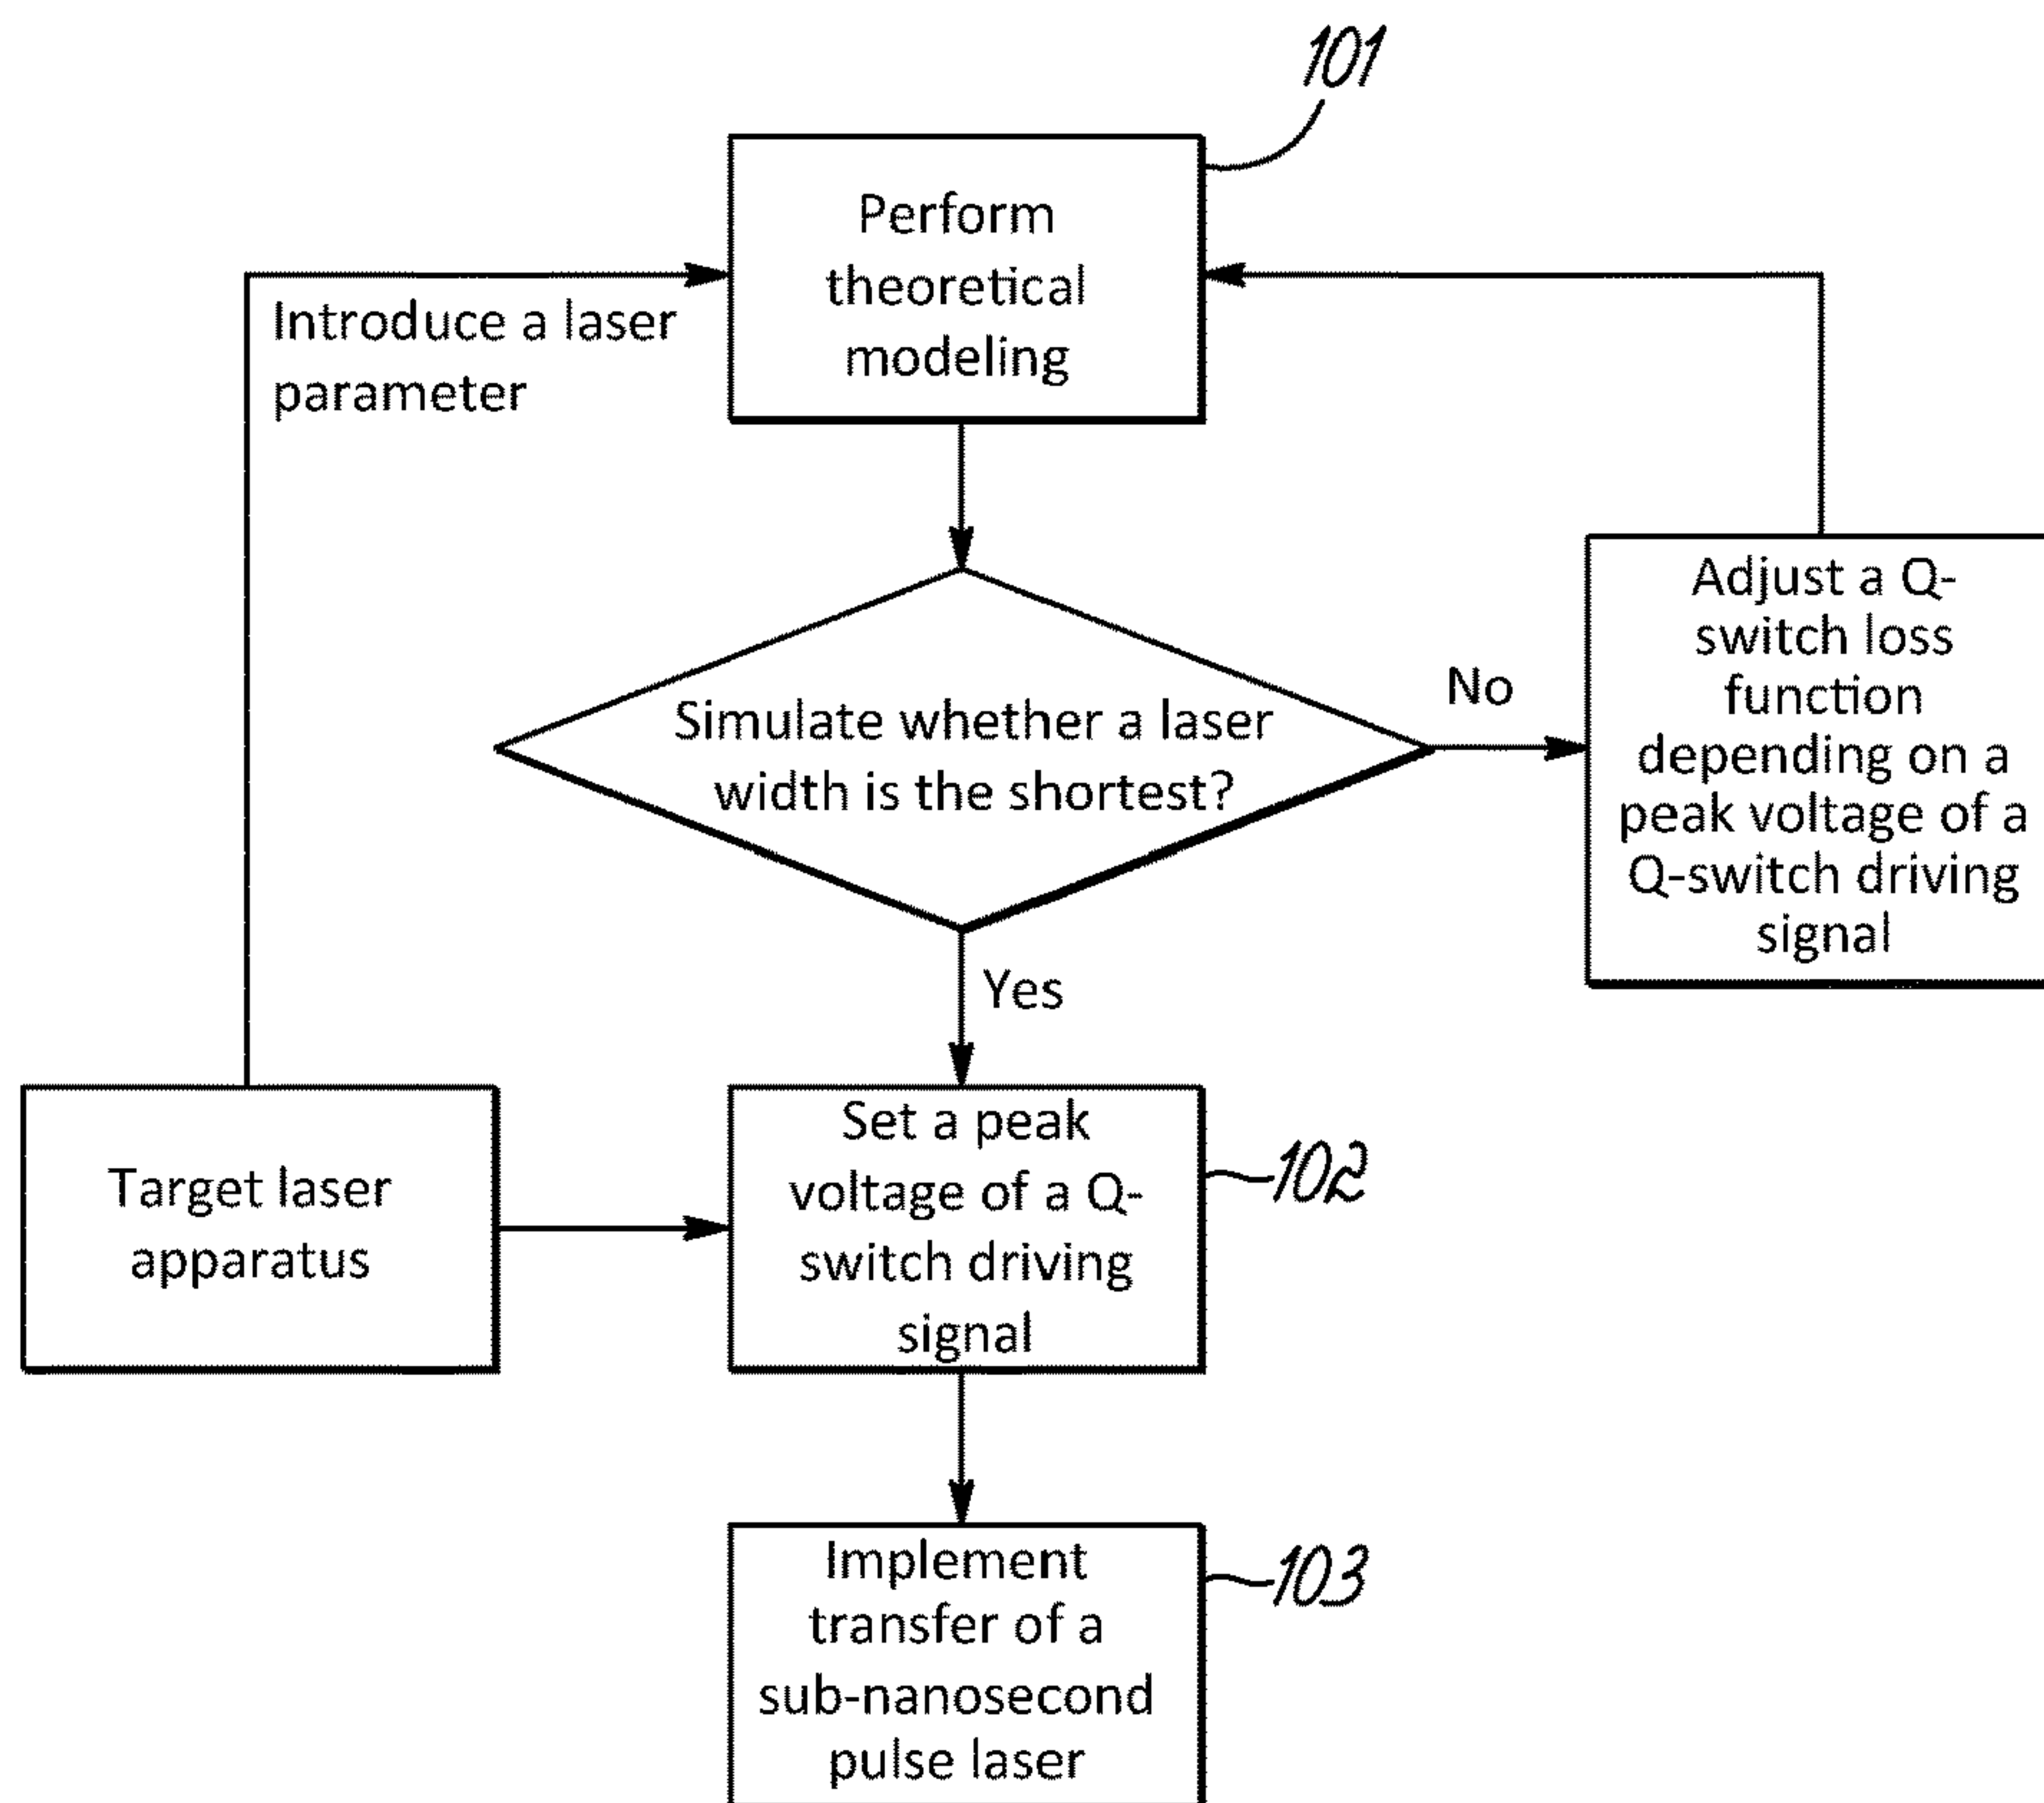 101
Perform
theoretical
modeling
Introduce a laser
parameter
Simulate whether a laser
width is the shortest?
No
Adjust a Q-
switch loss
function
depending on a
peak voltage of a
Q-switch driving
signal
Yes
Target laser
apparatus
Set a peak
voltage of a Q-
switch driving
signal
102
Implement
transfer of a
sub-nanosecond
pulse laser
103